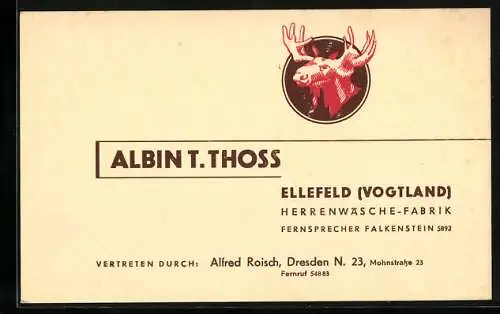 ALBIN T. THOSS
ELLEFELD (VOGTLAND)
HERRENWÄSCHE-FABRIK
FERNSPRECHER FALKENSTEIN 5892
VERTRETEN DURCH: Alfred Roisch, Dresden N. 23, Mohnstraße 23
Fernruf 54883